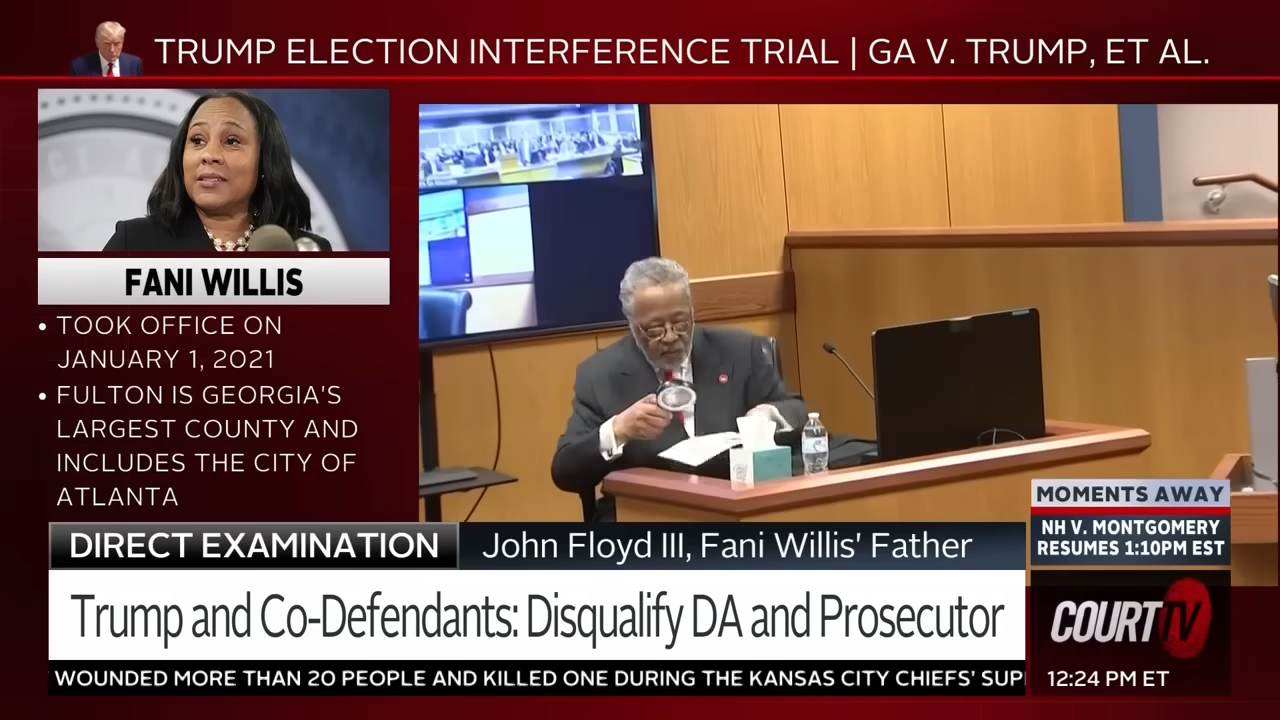 TRUMP ELECTION INTERFERENCE TRIAL | GA V. TRUMP, ET AL.
FANI WILLIS
• TOOK OFFICE ON
JANUARY 1, 2021
• FULTON IS GEORGIA'S
LARGEST COUNTY AND
INCLUDES THE CITY OF
ATLANTA
MOMENTS AWAY
NH V. MONTGOMERY
RESUMES 1:10PM EST
DIRECT EXAMINATION
John Floyd III, Fani Willis' Father
Trump and Co-Defendants: Disqualify DA and Prosecutor
COURT TV
WOUNDED MORE THAN 20 PEOPLE AND KILLED ONE DURING THE KANSAS CITY CHIEFS' SUP
12:24 PM ET